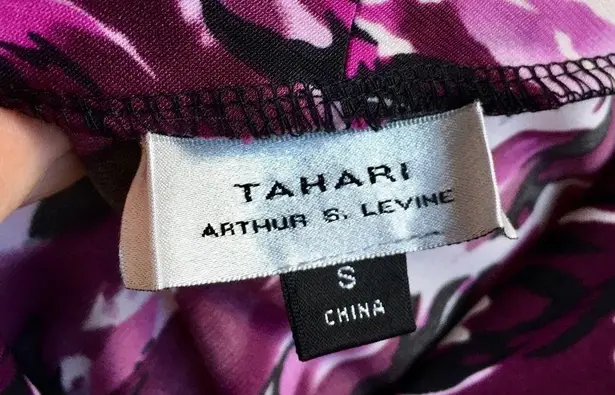 TAHARI
ARTHUR S. LEVINE
S
CHINA